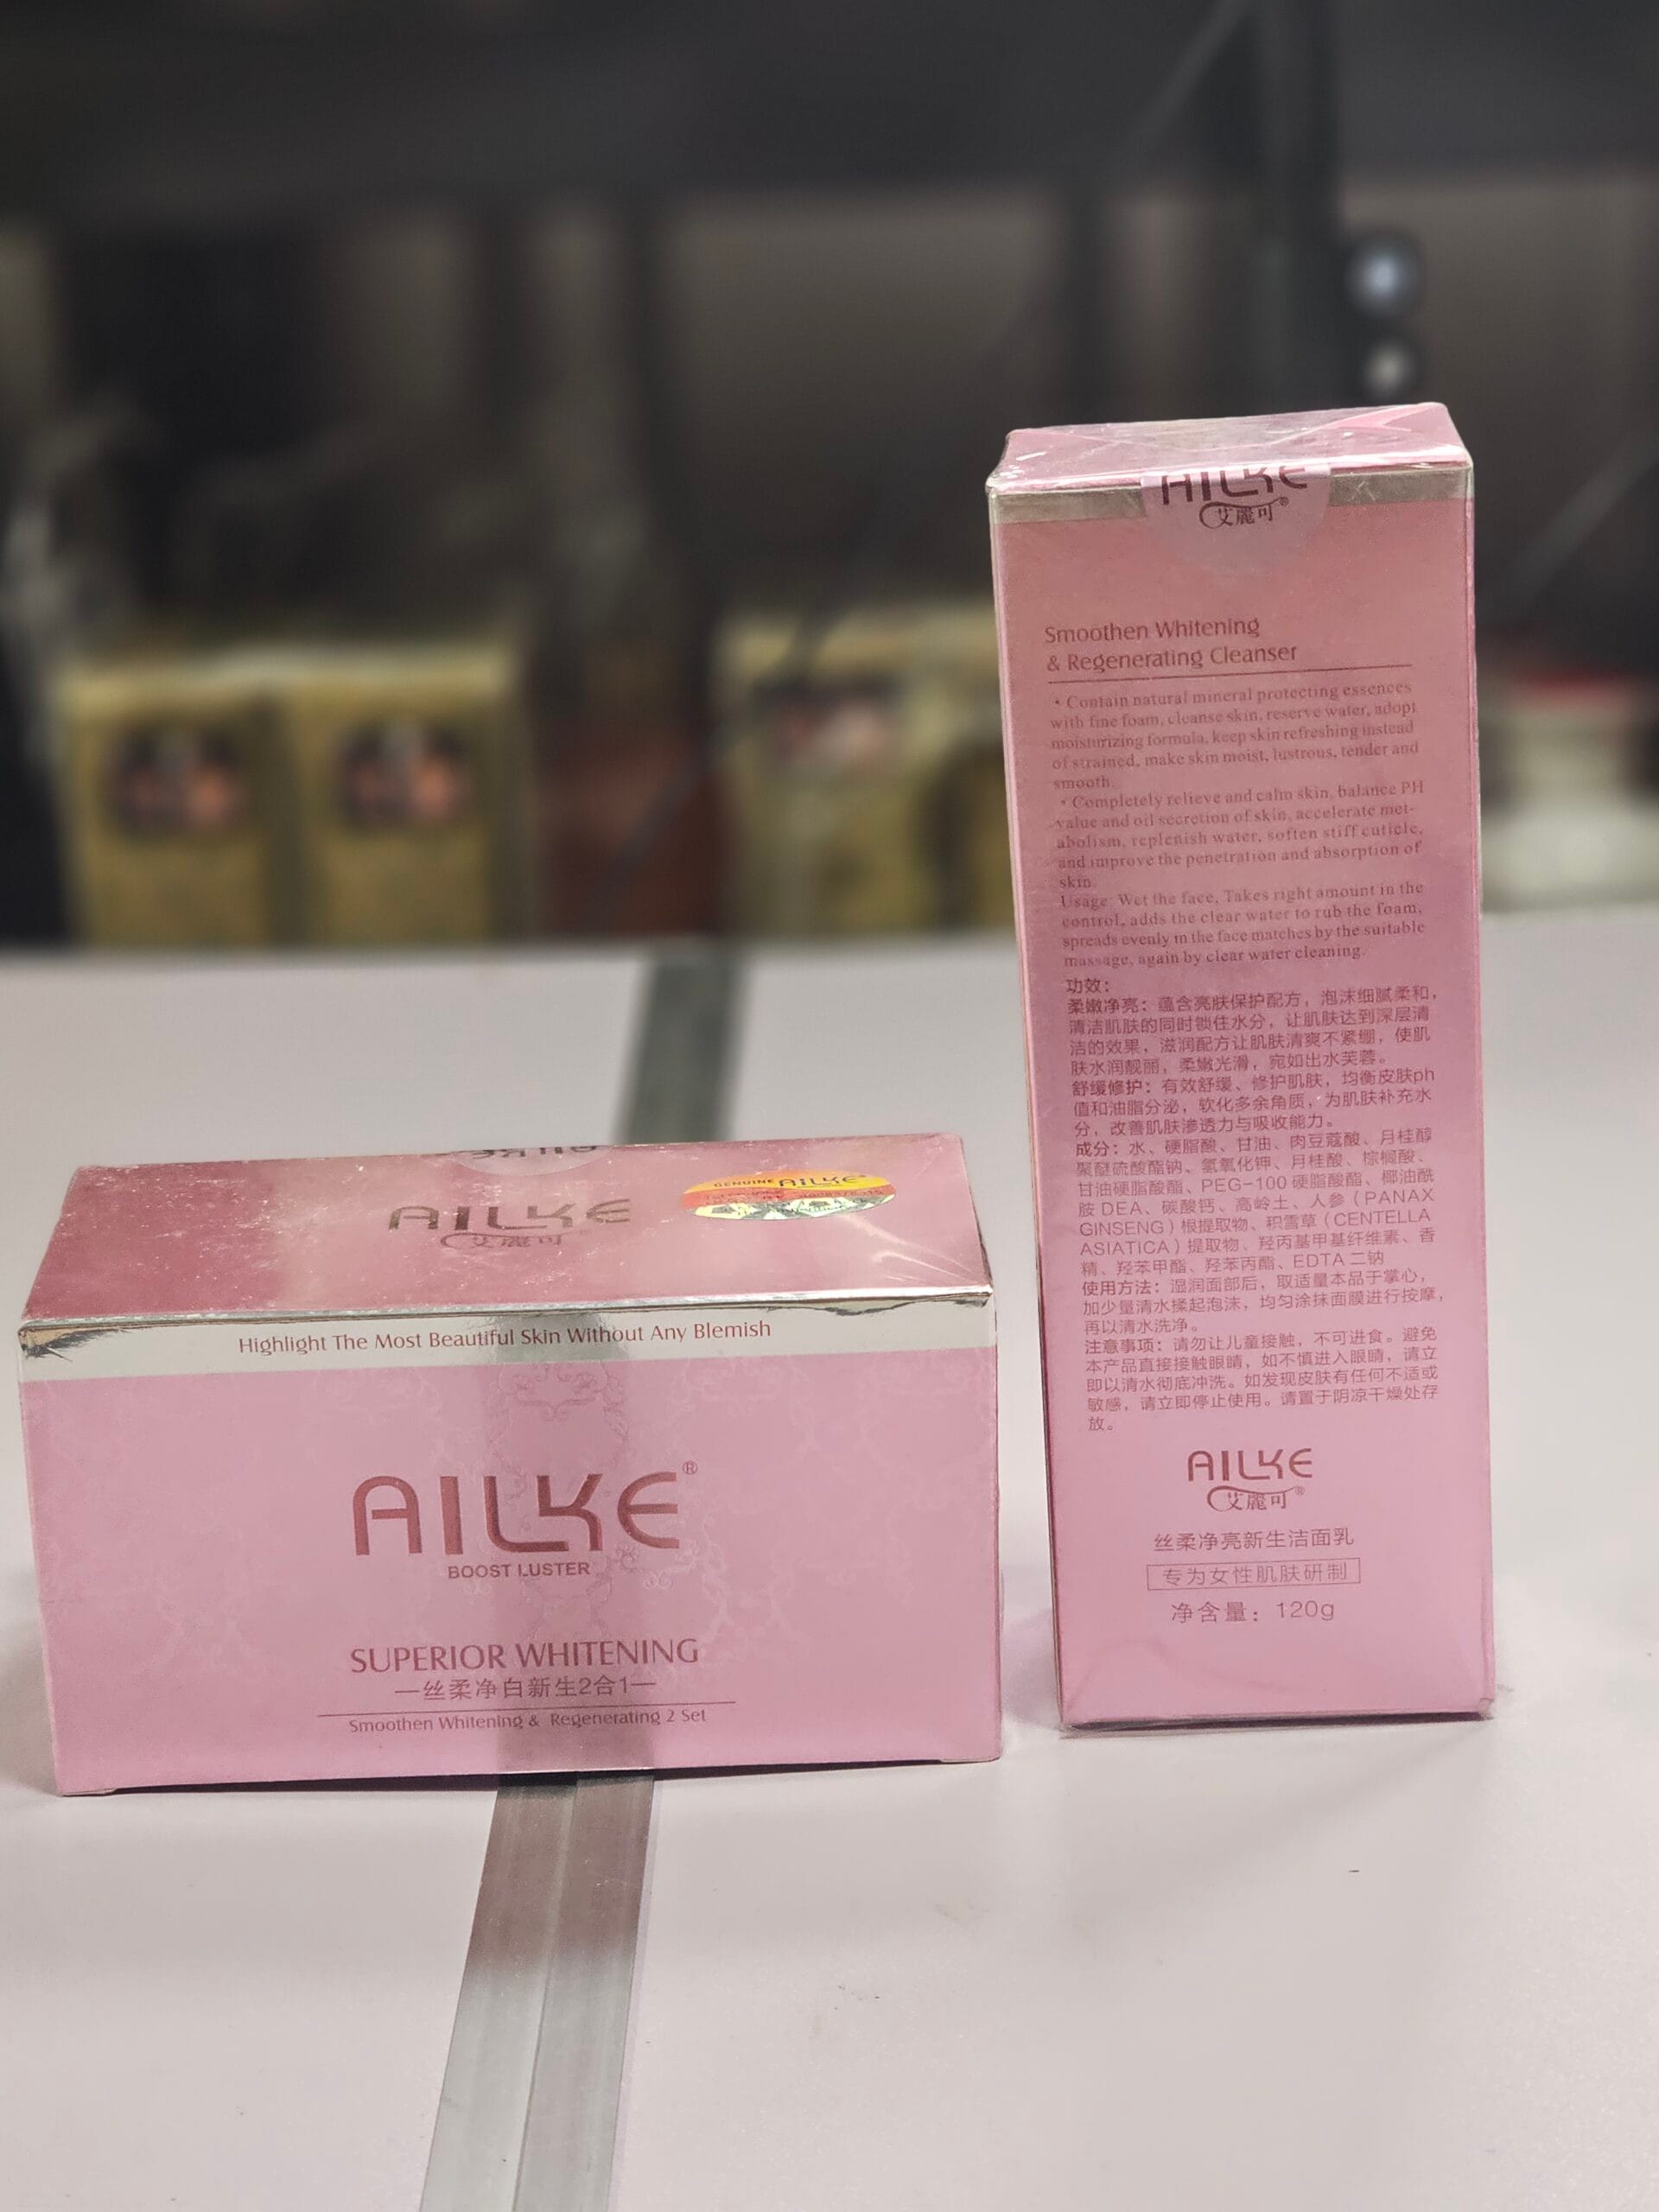 AILKE
艾麗可
GENUINE AILKE
Highlight The Most Beautiful Skin Without Any Blemish
AILKE®
BOOST LUSTER
SUPERIOR WHITENING
—丝柔净白新生2合1—
Smoothen Whitening & Regenerating 2 Set
AILKE
艾麗可®
Smoothen Whitening
& Regenerating Cleanser
• Contain natural mineral protecting essences
with fine foam, cleanse skin, reserve water, adopt
moisturizing formula, keep skin refreshing instead
of strained, make skin moist, lustrous, tender and
smooth.
• Completely relieve and calm skin, balance PH
value and oil secretion of skin, accelerate met-
abolism, replenish water, soften stiff cuticle,
and improve the penetration and absorption of
skin.
Usage: Wet the face, Takes right amount in the
control, adds the clear water to rub the foam,
spreads evenly in the face matches by the suitable
massage, again by clear water cleaning.
功效：
柔嫩净亮：蕴含亮肤保护配方，泡沫细腻柔和，
清洁肌肤的同时锁住水分，让肌肤达到深层清
洁的效果，滋润配方让肌肤清爽不紧绷，使肌
肤水润靓丽，柔嫩光滑，宛如出水芙蓉。
舒缓修护：有效舒缓、修护肌肤，均衡皮肤ph
值和油脂分泌，软化多余角质，为肌肤补充水
分，改善肌肤渗透力与吸收能力。
成分：水、硬脂酸、甘油、肉豆蔻酸、月桂醇
聚醚硫酸酯钠、氢氧化钾、月桂酸、棕榈酸、
甘油硬脂酸酯、PEG-100 硬脂酸酯、椰油酰
胺 DEA、碳酸钙、高岭土、人参（PANAX
GINSENG）根提取物、积雪草（CENTELLA
ASIATICA）提取物、羟丙基甲基纤维素、香
精、羟苯甲酯、羟苯丙酯、EDTA 二钠
使用方法：湿润面部后，取适量本品于掌心，
加少量清水揉起泡沫，均匀涂抹面膜进行按摩，
再以清水洗净。
注意事项：请勿让儿童接触，不可进食。避免
本产品直接接触眼睛，如不慎进入眼睛，请立
即以清水彻底冲洗。如发现皮肤有任何不适或
敏感，请立即停止使用。请置于阴凉干燥处存
放。
AILKE
艾麗可®
丝柔净亮新生洁面乳
专为女性肌肤研制
净含量：120g